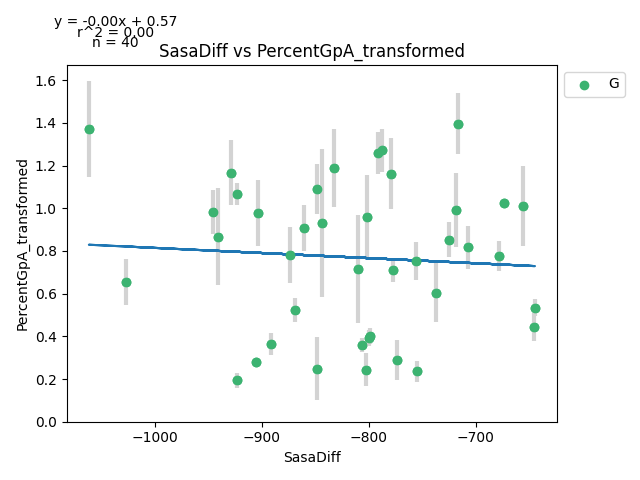 y = -0.00x + 0.57
r^2 = 0.00
n = 40
SasaDiff vs PercentGpA_transformed
G
1.6
1.4
1.2
1.0
0.8
0.6
0.4
0.2
0.0
PercentGpA_transformed
−1000
−900
−800
−700
SasaDiff